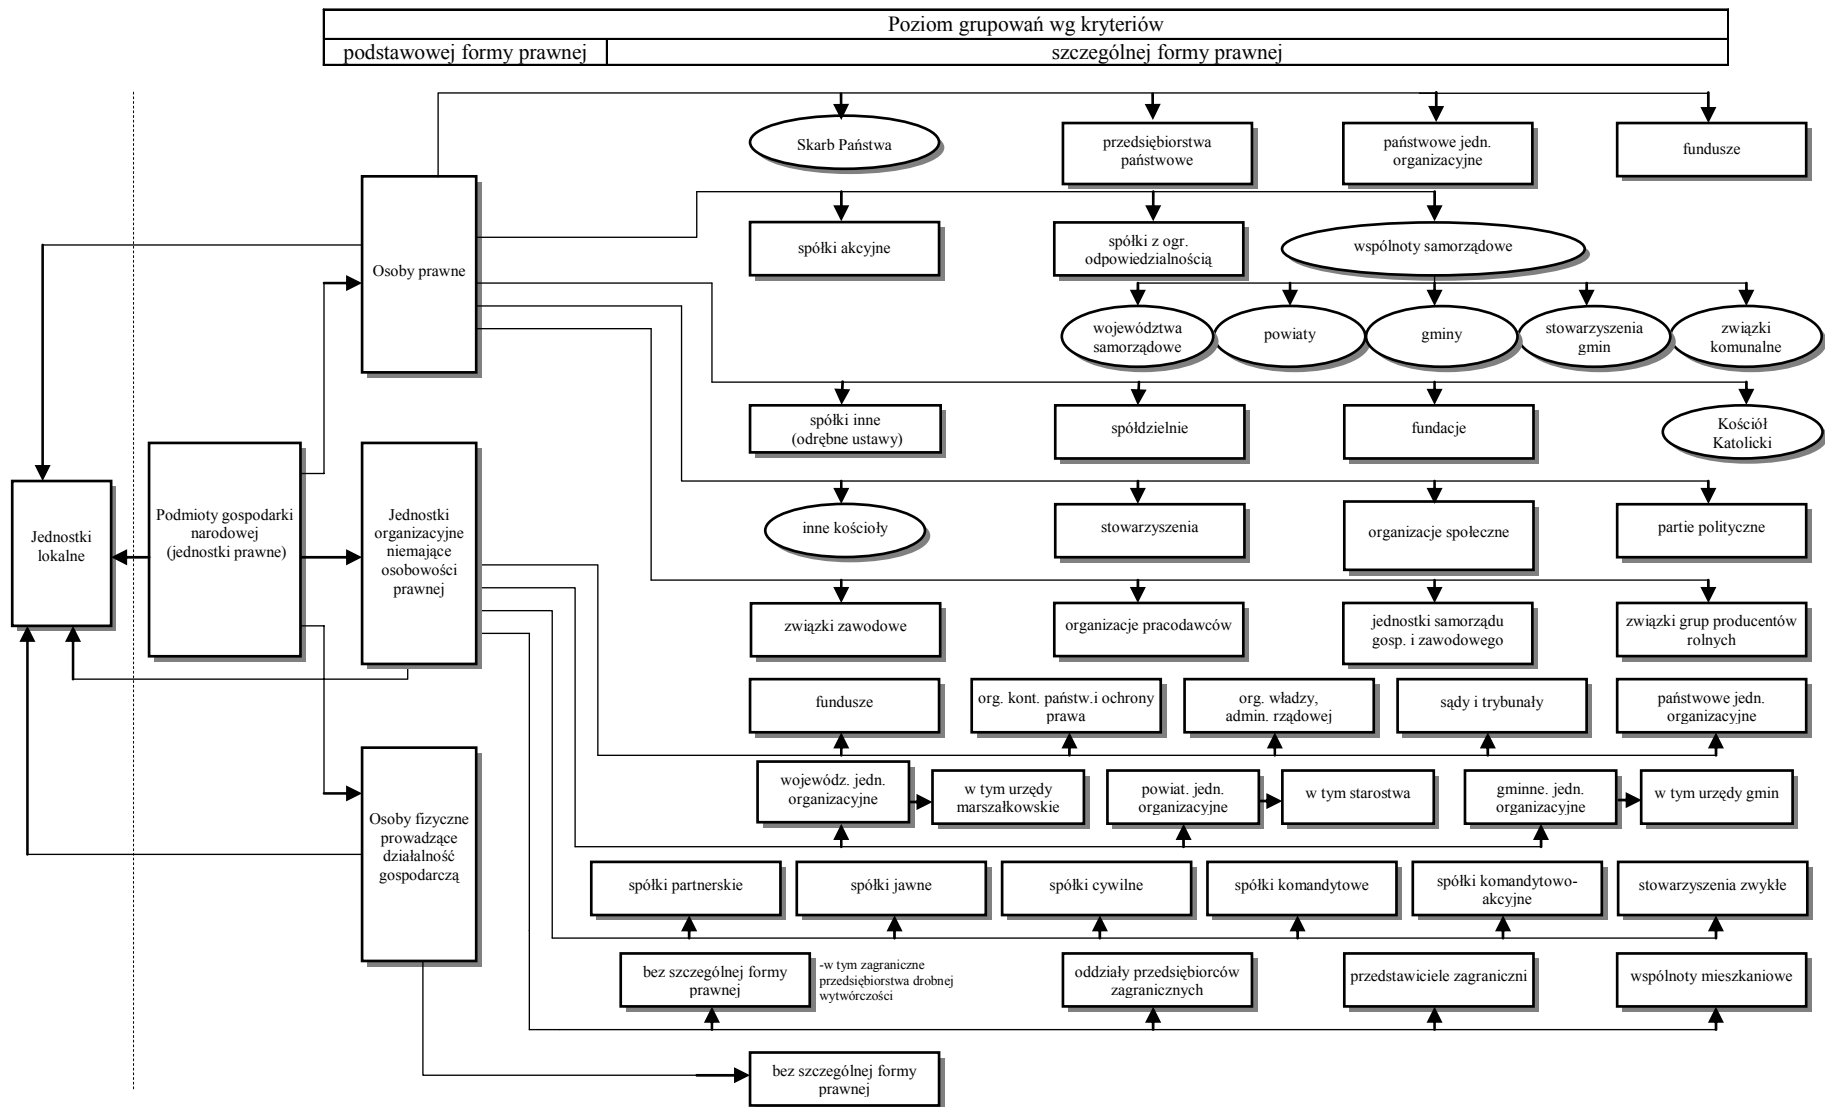 Poziom grupowań wg kryteriów
podstawowej formy prawnej
szczególnej formy prawnej
Skarb Państwa
przedsiębiorstwa
państwowe
państwowe jedn.
organizacyjne
fundusze
Osoby prawne
spółki akcyjne
spółki z ogr.
odpowiedzialnością
wspólnoty samorządowe
województwa
samorządowe
powiaty
gminy
stowarzyszenia
gmin
związki
komunalne
spółki inne
(odrębne ustawy)
spółdzielnie
fundacje
Kościół
Katolicki
Jednostki
lokalne
Podmioty gospodarki
narodowej
(jednostki prawne)
Jednostki
organizacyjne
niemające
osobowości
prawnej
inne kościoły
stowarzyszenia
organizacje społeczne
partie polityczne
związki zawodowe
organizacje pracodawców
jednostki samorządu
gosp. i zawodowego
związki grup producentów
rolnych
fundusze
org. kont. państw.i ochrony
prawa
org. władzy,
admin. rządowej
sądy i trybunały
państwowe jedn.
organizacyjne
wojewódz. jedn.
organizacyjne
w tym urzędy
marszałkowskie
powiat. jedn.
organizacyjne
w tym starostwa
gminne. jedn.
organizacyjne
w tym urzędy gmin
Osoby fizyczne
prowadzące
działalność
gospodarczą
spółki partnerskie
spółki jawne
spółki cywilne
spółki komandytowe
spółki komandytowo-
akcyjne
stowarzyszenia zwykłe
bez szczególnej formy
prawnej
-w tym zagraniczne
przedsiębiorstwa drobnej
wytwórczości
oddziały przedsiębiorców
zagranicznych
przedstawiciele zagraniczni
wspólnoty mieszkaniowe
bez szczególnej formy
prawnej